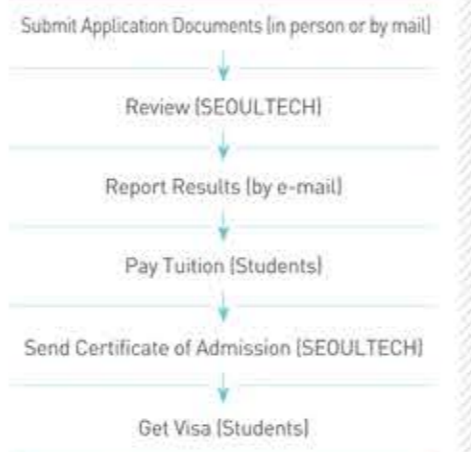 Submit Application Documents (in person or by mail)
Review (SEOULTECH)
Report Results (by e-mail)
Pay Tuition (Students)
Send Certificate of Admission (SEOULTECH)
Get Visa (Students)